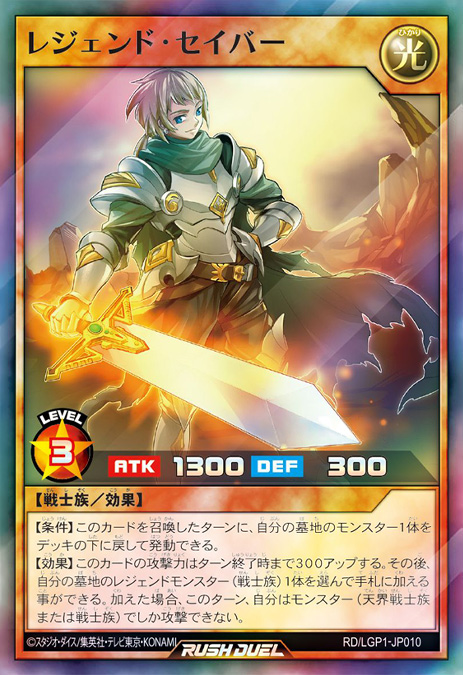 レジェンド・セイバー
ひかり
光
LEVEL
3
ATK 1300 DEF 300
【戦士族／効果】
【条件】このカードを召喚したターンに、自分の墓地のモンスター1体を
デッキの下に戻して発動できる。
【効果】このカードの攻撃力はターン終了時まで300アップする。その後、
自分の墓地のレジェンドモンスター（戦士族）1体を選んで手札に加える
事ができる。加えた場合、このターン、自分はモンスター（天界戦士族
または戦士族）でしか攻撃できない。
©スタジオ・ダイス/集英社・テレビ東京・KONAMI
RUSH DUEL
RD/LGP1-JP010